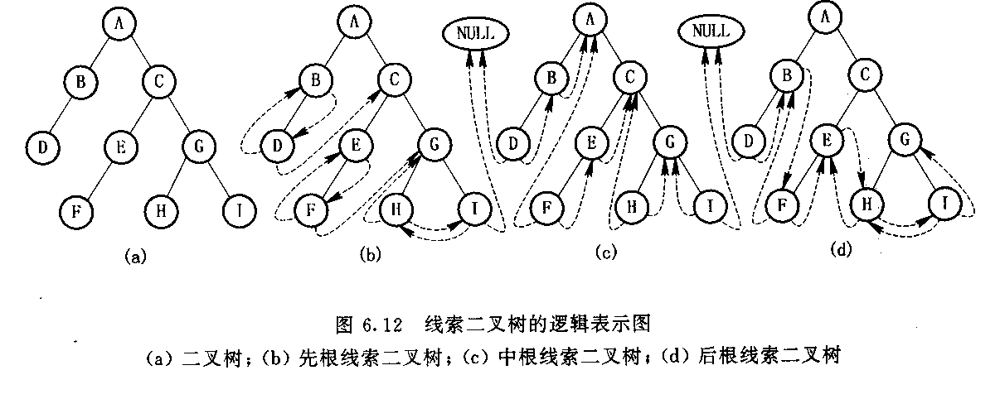 A A A A
NULL NULL
B C B C B C B C
D E G D E G D E G D E G
F H I F H I F H I F H I
(a) (b) (c) (d)
图 6.12 线索二叉树的逻辑表示图
(a) 二叉树；(b) 先根线索二叉树；(c) 中根线索二叉树；(d) 后根线索二叉树